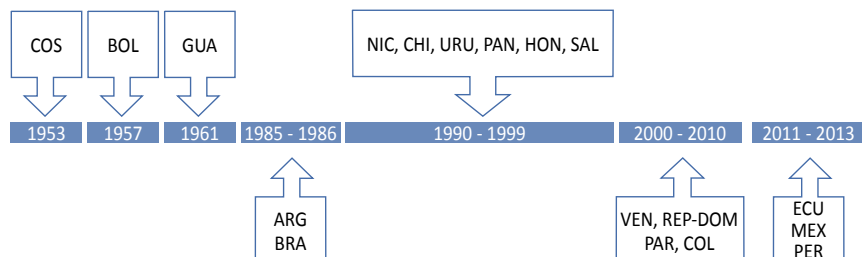 COS
BOL
GUA
NIC, CHI, URU, PAN, HON, SAL
1953
1957
1961
1985 - 1986
1990 - 1999
2000 - 2010
2011 - 2013
ARG
BRA
VEN, REP-DOM
PAR, COL
ECU
MEX
PER